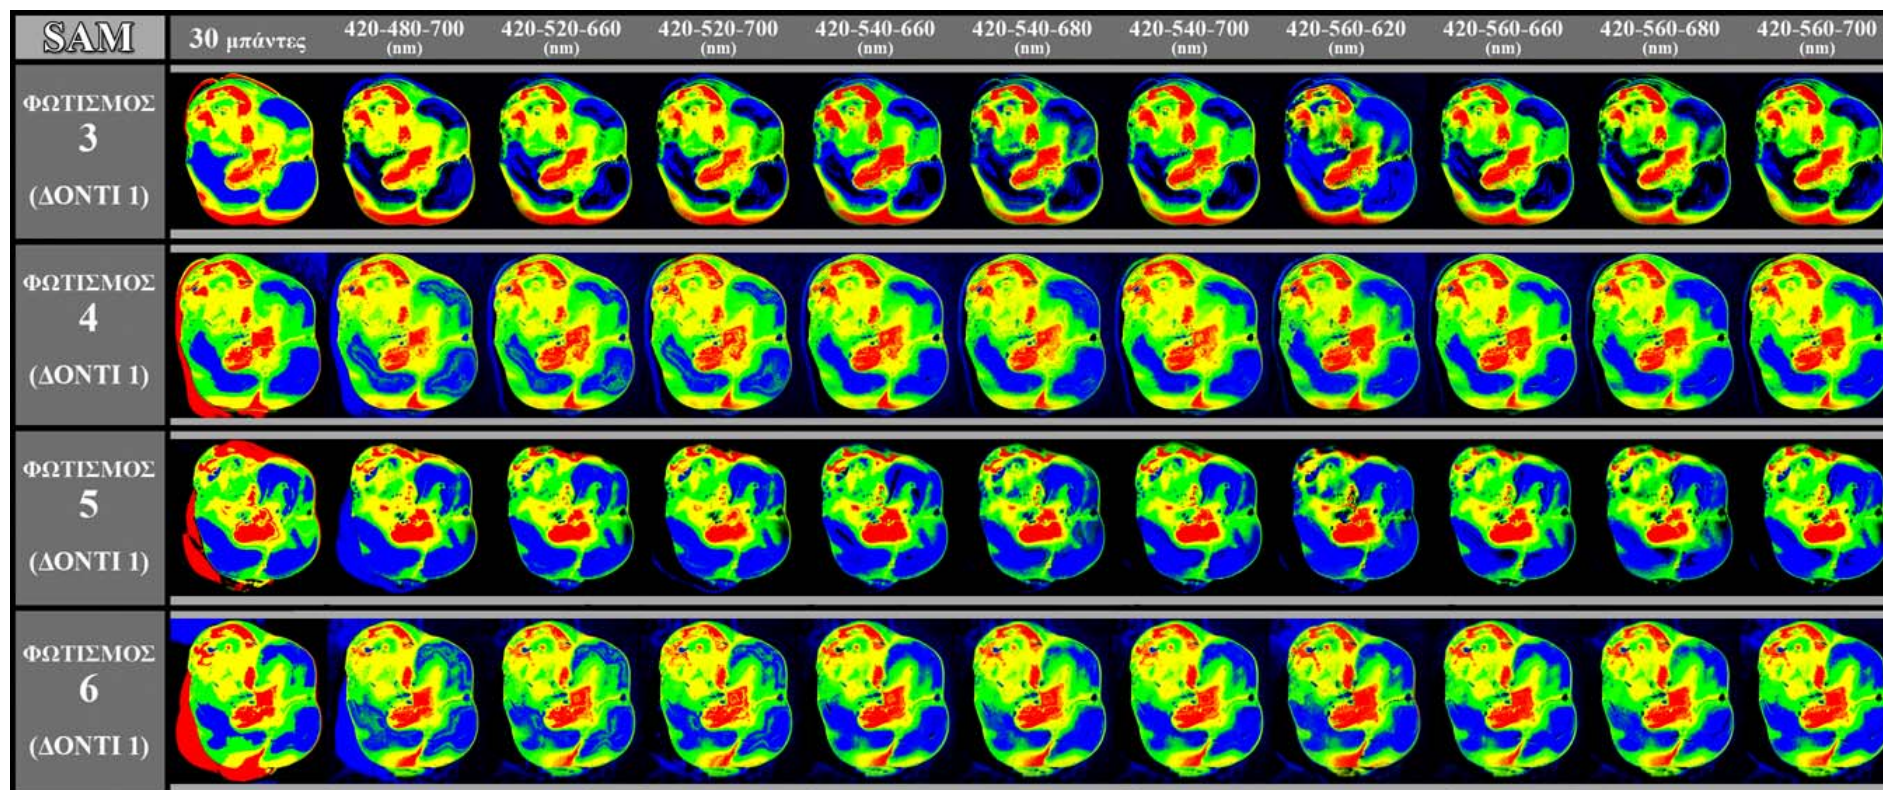 SAM
30 μπάντες
420-480-700
(nm)
420-520-660
(nm)
420-520-700
(nm)
420-540-660
(nm)
420-540-680
(nm)
420-540-700
(nm)
420-560-620
(nm)
420-560-660
(nm)
420-560-680
(nm)
420-560-700
(nm)
ΦΩΤΙΣΜΟΣ
3
(ΔΟΝΤΙ 1)
ΦΩΤΙΣΜΟΣ
4
(ΔΟΝΤΙ 1)
ΦΩΤΙΣΜΟΣ
5
(ΔΟΝΤΙ 1)
ΦΩΤΙΣΜΟΣ
6
(ΔΟΝΤΙ 1)